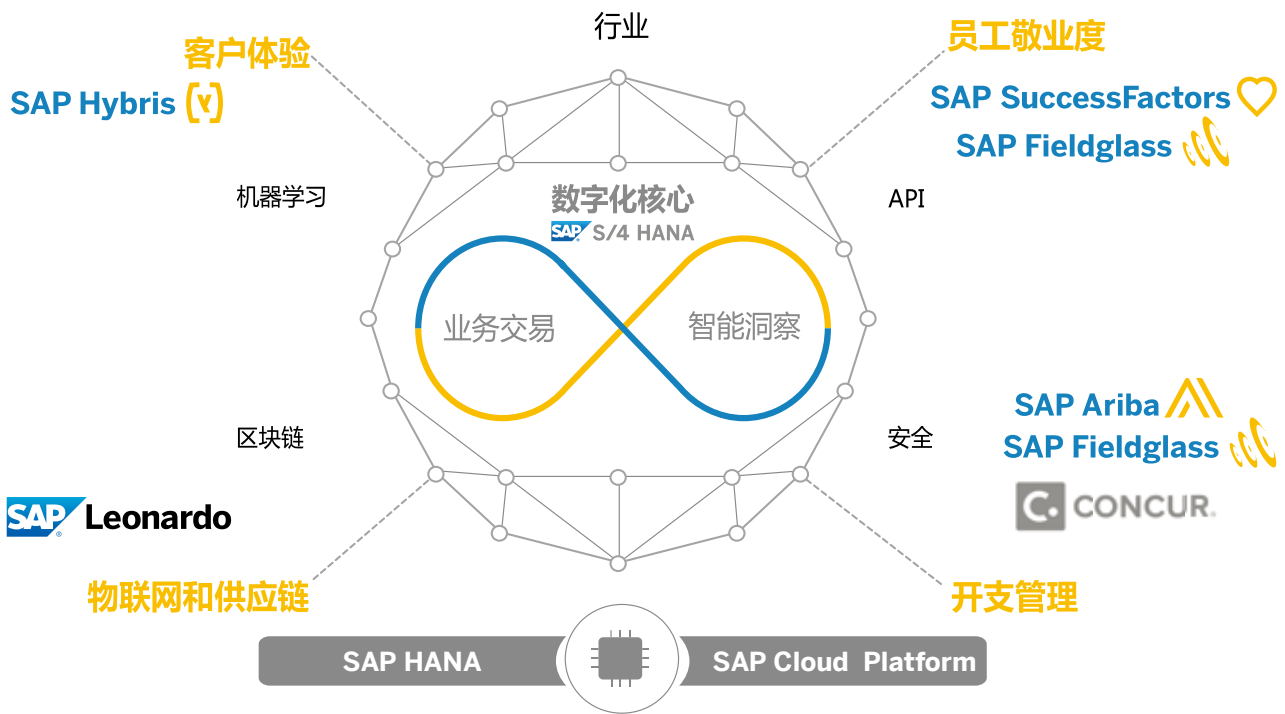 行业
客户体验
SAP Hybris
员工敬业度
SAP SuccessFactors
SAP Fieldglass
机器学习
API
数字化核心
SAP S/4 HANA
业务交易
智能洞察
区块链
安全
SAP Ariba
SAP Fieldglass
SAP® Leonardo
C. CONCUR®
物联网和供应链
开支管理
SAP HANA
SAP Cloud Platform